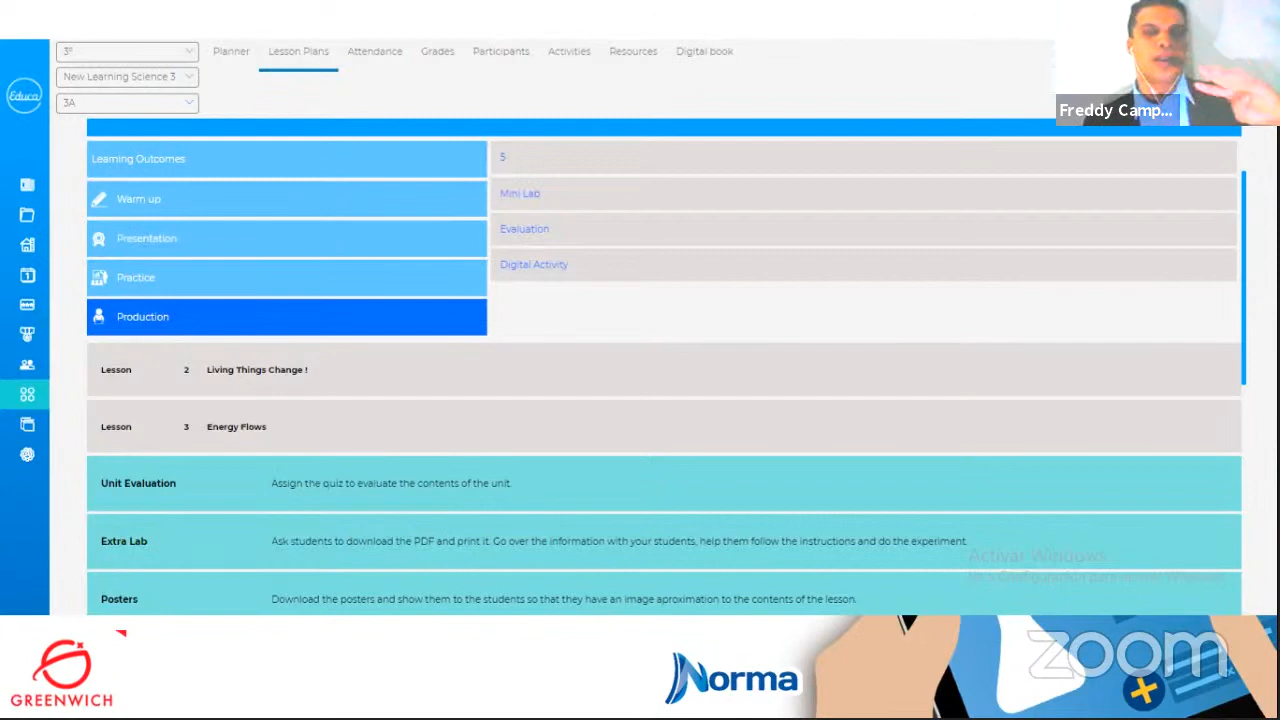 3° Planner Lesson Plans Attendance Grades Participants Activities Resources Digital book
New Learning Science 3
Educa
3A
Freddy Camp...
Learning Outcomes
5
Warm up
Mini Lab
Presentation
Evaluation
Practice
Digital Activity
Production
Lesson 2 Living Things Change !
Lesson 3 Energy Flows
Unit Evaluation Assign the quiz to evaluate the contents of the unit.
Extra Lab Ask students to download the PDF and print it. Go over the information with your students, help them follow the instructions and do the experiment.
Activar Windows
Posters Download the posters and show them to the students so that they have an image aproximation to the contents of the lesson.
GREENWICH
Norma
zoom